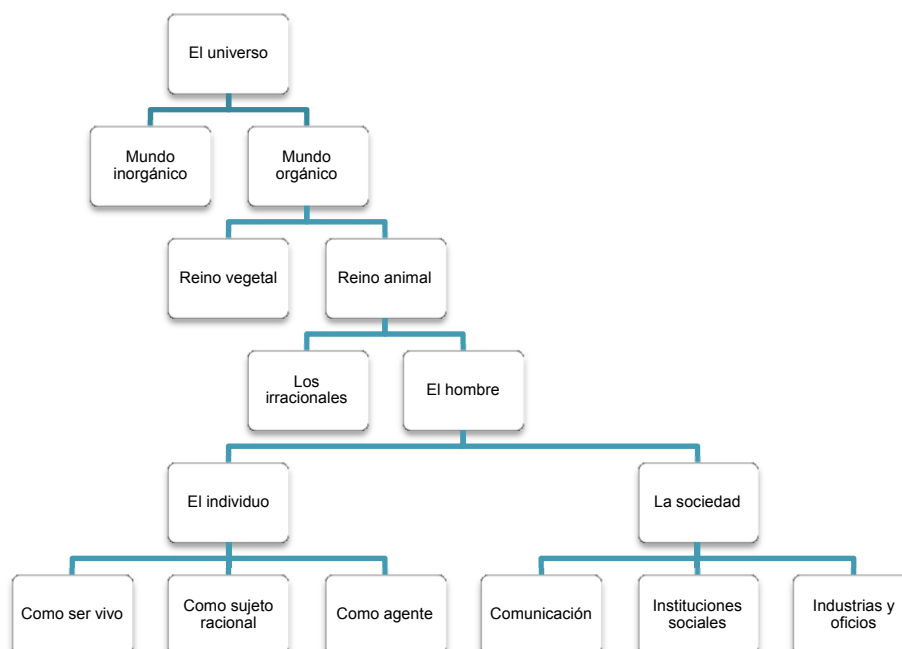 El universo
Mundo
inorgánico
Mundo
orgánico
Reino vegetal
Reino animal
Los
irracionales
El hombre
El individuo
La sociedad
Como ser vivo
Como sujeto
racional
Como agente
Comunicación
Instituciones
sociales
Industrias y
oficios